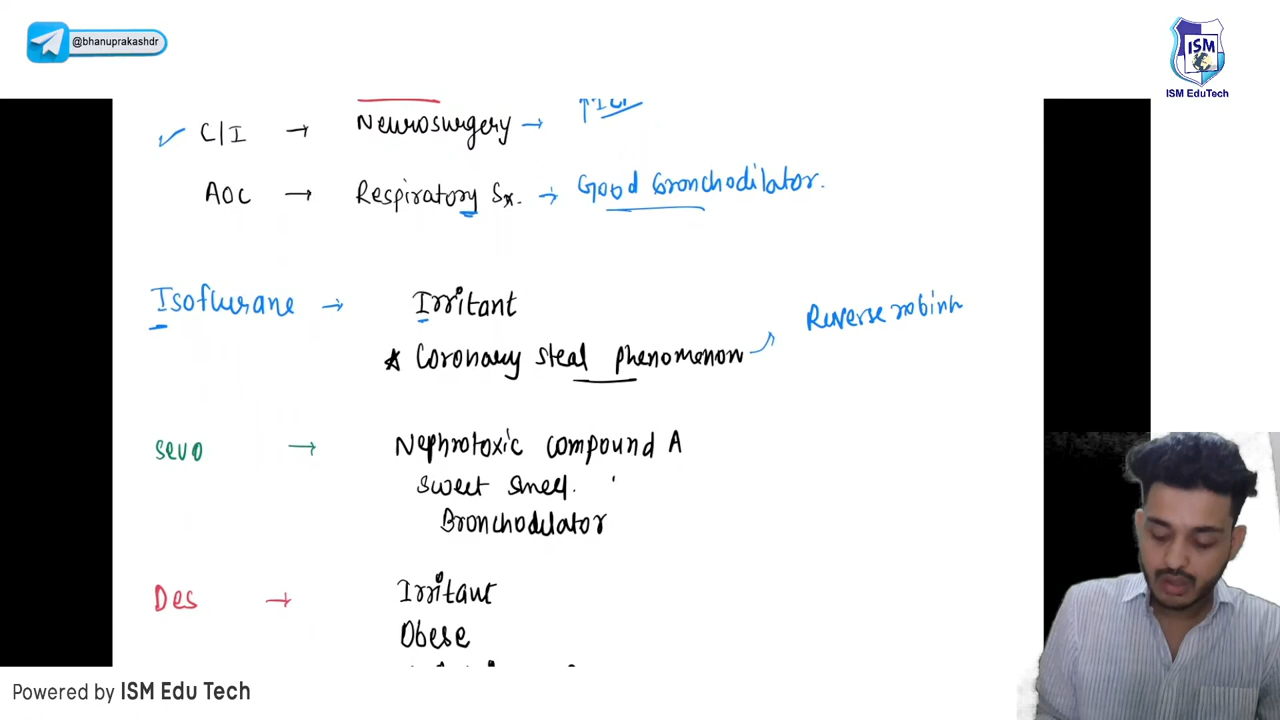 @bhanuprakashdr
ISM
ISM EduTech
C/I → Neurosurgery →
AOC → Respiratory Sx. → Good bronchodilator.
Isoflurane → Irritant
Reverse robinh
* Coronary steal phenomenon
sevo → Nephrotoxic compound A
Sweet smell.
Bronchodilator
Des → Irritant
Obese
Powered by ISM Edu Tech